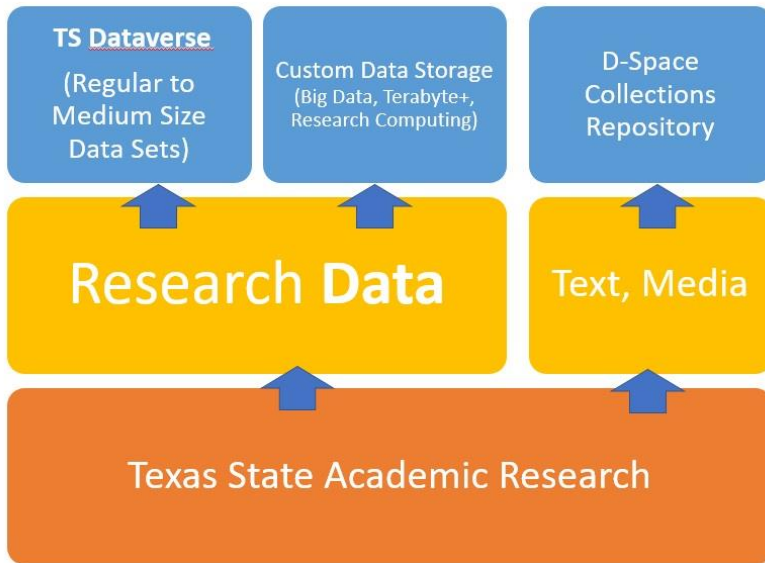 TS Dataverse
(Regular to
Medium Size
Data Sets)
Custom Data Storage
(Big Data, Terabyte+,
Research Computing)
D-Space
Collections
Repository
Research Data
Text, Media
Texas State Academic Research